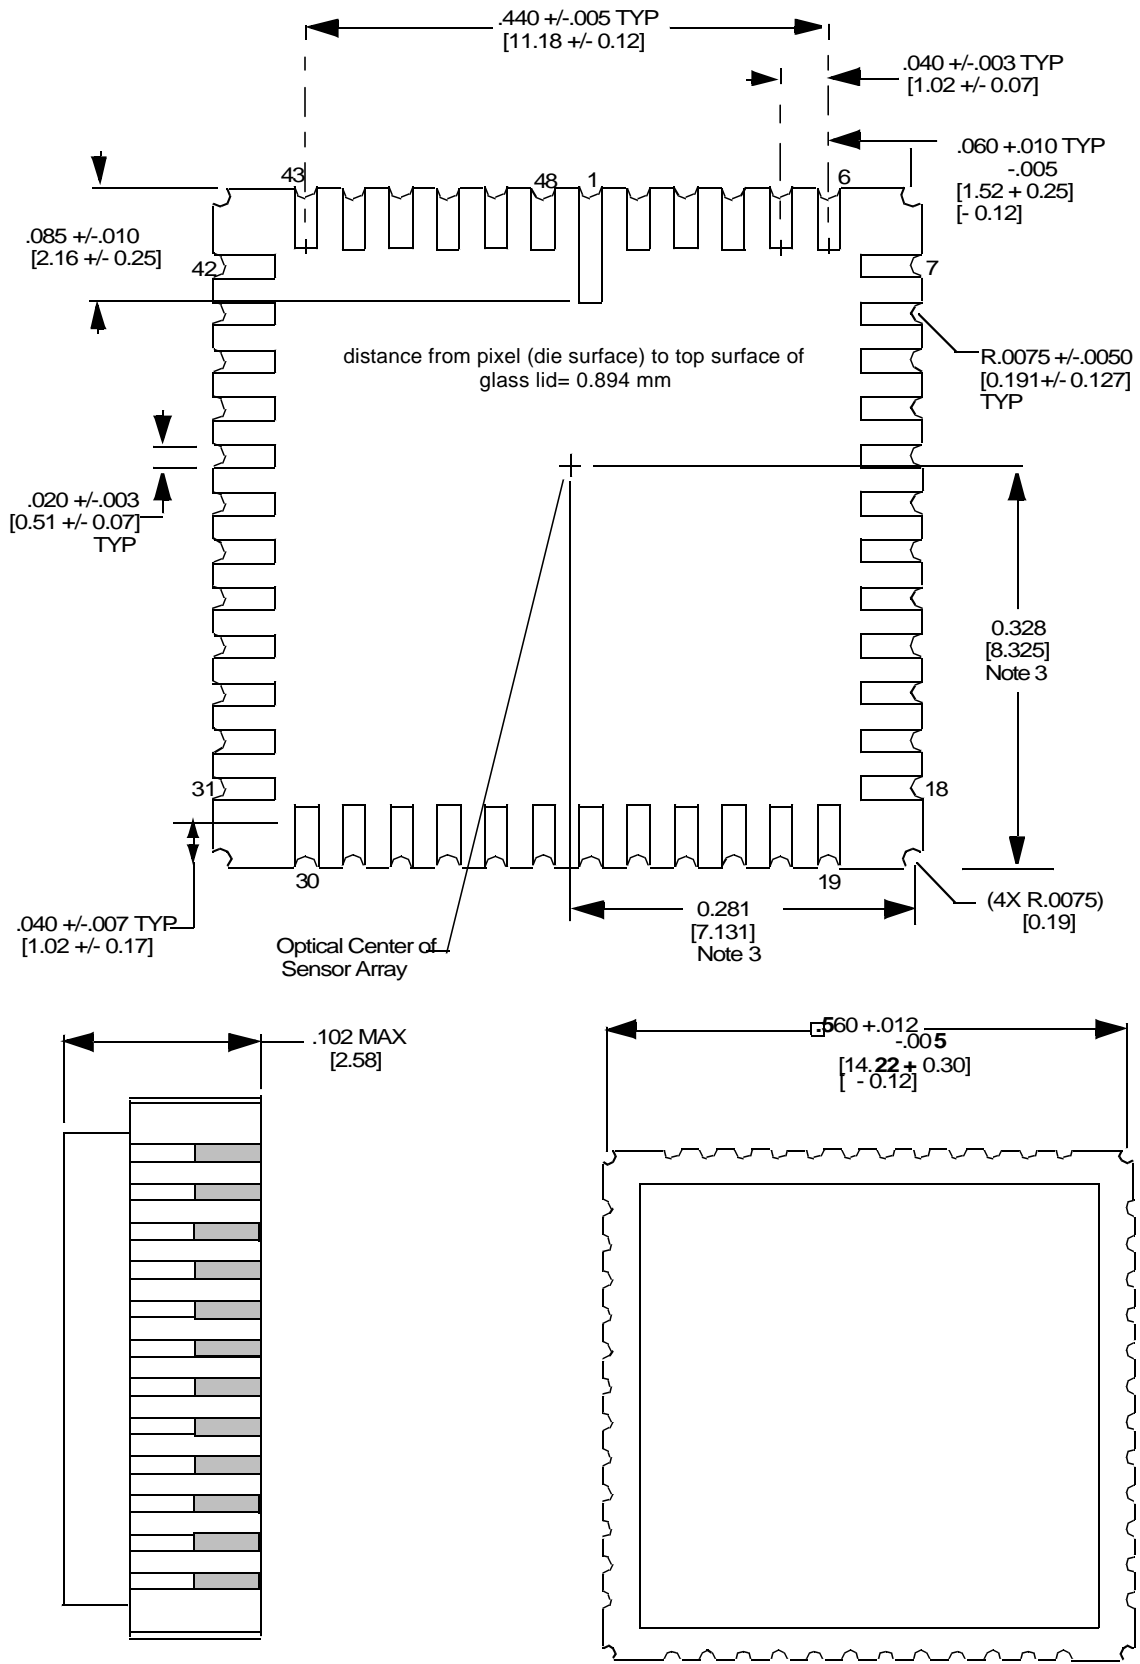 .440 +/-.005 TYP
[11.18 +/- 0.12]
.040 +/-.003 TYP
[1.02 +/- 0.07]
.060 +.010 TYP
-.005
[1.52 + 0.25]
[- 0.12]
43
48
1
6
.085 +/-.010
[2.16 +/- 0.25]
42
7
distance from pixel (die surface) to top surface of
glass lid= 0.894 mm
R.0075 +/-.0050
[0.191+/- 0.127]
TYP
.020 +/-.003
[0.51 +/- 0.07]
TYP
0.328
[8.325]
Note 3
31
18
30
19
.040 +/-.007 TYP
[1.02 +/- 0.17]
Optical Center of
Sensor Array
0.281
[7.131]
Note 3
(4X R.0075)
[0.19]
.102 MAX
[2.58]
.560 +.012
-.005
[14.22 + 0.30]
[ - 0.12]